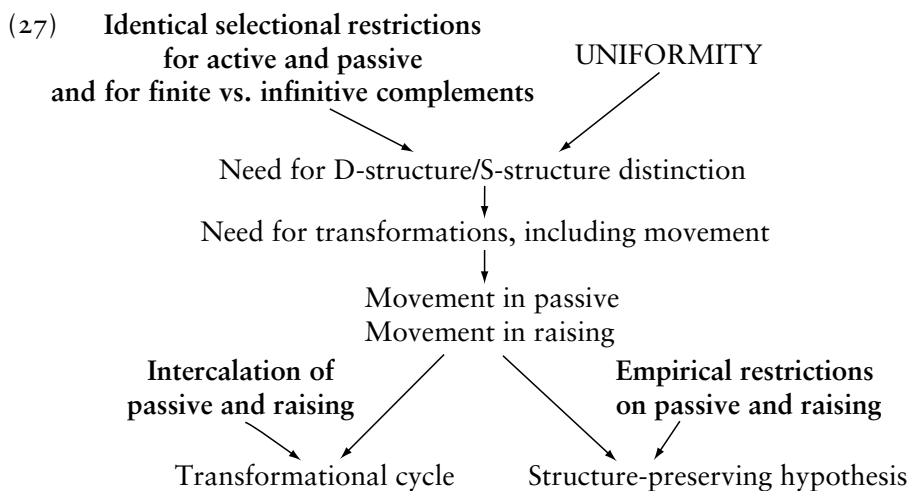 (27) Identical selectional restrictions
for active and passive
UNIFORMITY
and for finite vs. infinitive complements
Need for D-structure/S-structure distinction
Need for transformations, including movement
Movement in passive
Movement in raising
Intercalation of
passive and raising
Empirical restrictions
on passive and raising
Transformational cycle
Structure-preserving hypothesis